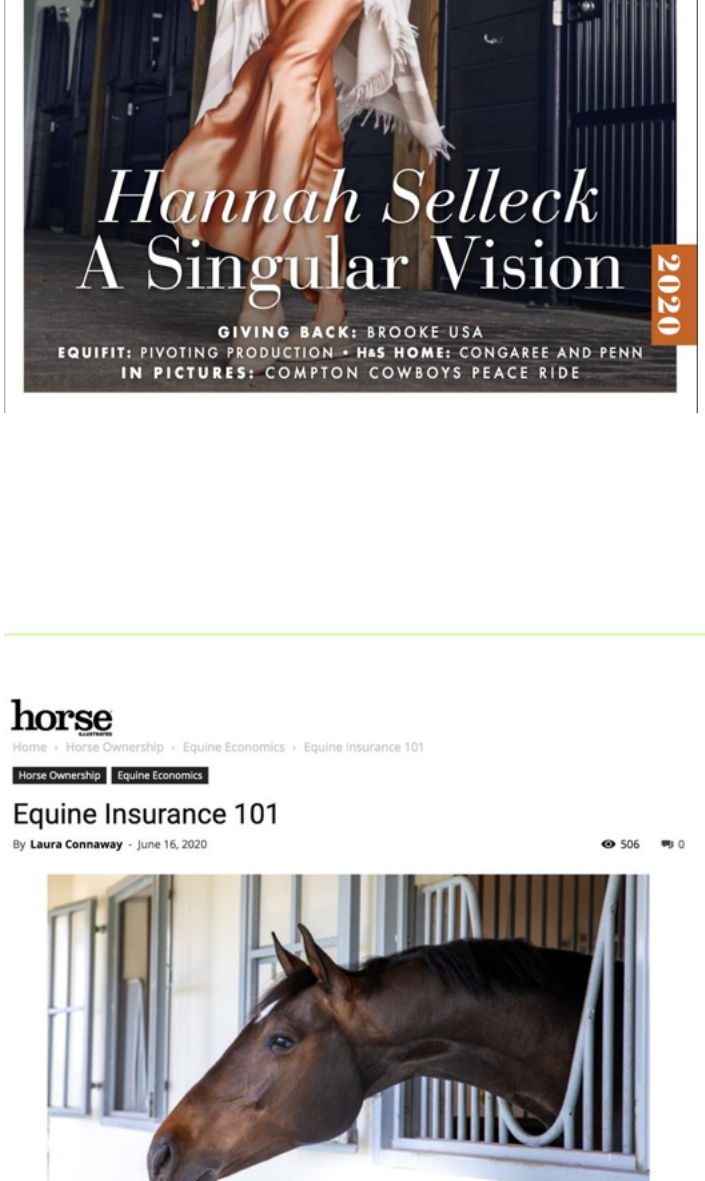 Hannah Selleck
A Singular Vision
2020
GIVING BACK: BROOKE USA
EQUIFIT: PIVOTING PRODUCTION • H&S HOME: CONGAREE AND PENN
IN PICTURES: COMPTON COWBOYS PEACE RIDE
horse
ILLUSTRATED
Home › Horse Ownership › Equine Economics › Equine Insurance 101
Horse Ownership Equine Economics
Equine Insurance 101
By Laura Connaway - June 16, 2020 506 0